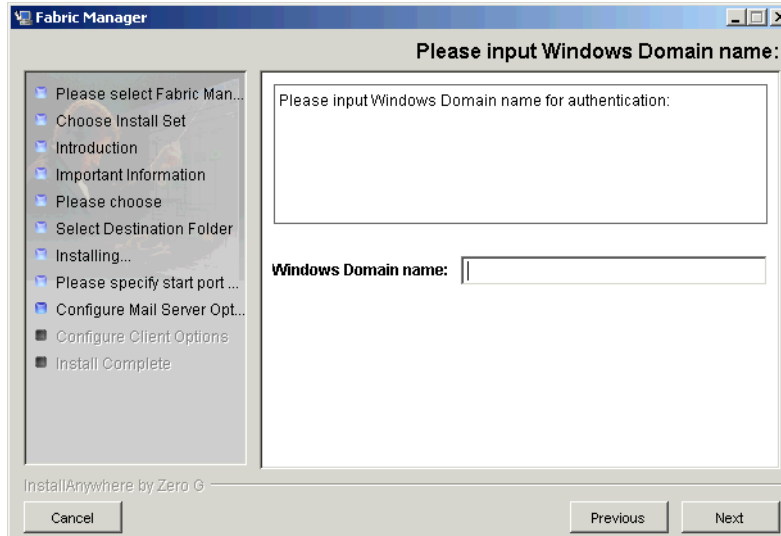 Fabric Manager
Please input Windows Domain name:
Please select Fabric Man...
Choose Install Set
Introduction
Important Information
Please choose
Select Destination Folder
Installing...
Please specify start port ...
Configure Mail Server Opt...
Configure Client Options
Install Complete
Please input Windows Domain name for authentication:
Windows Domain name:
InstallAnywhere by Zero G
Cancel
Previous
Next